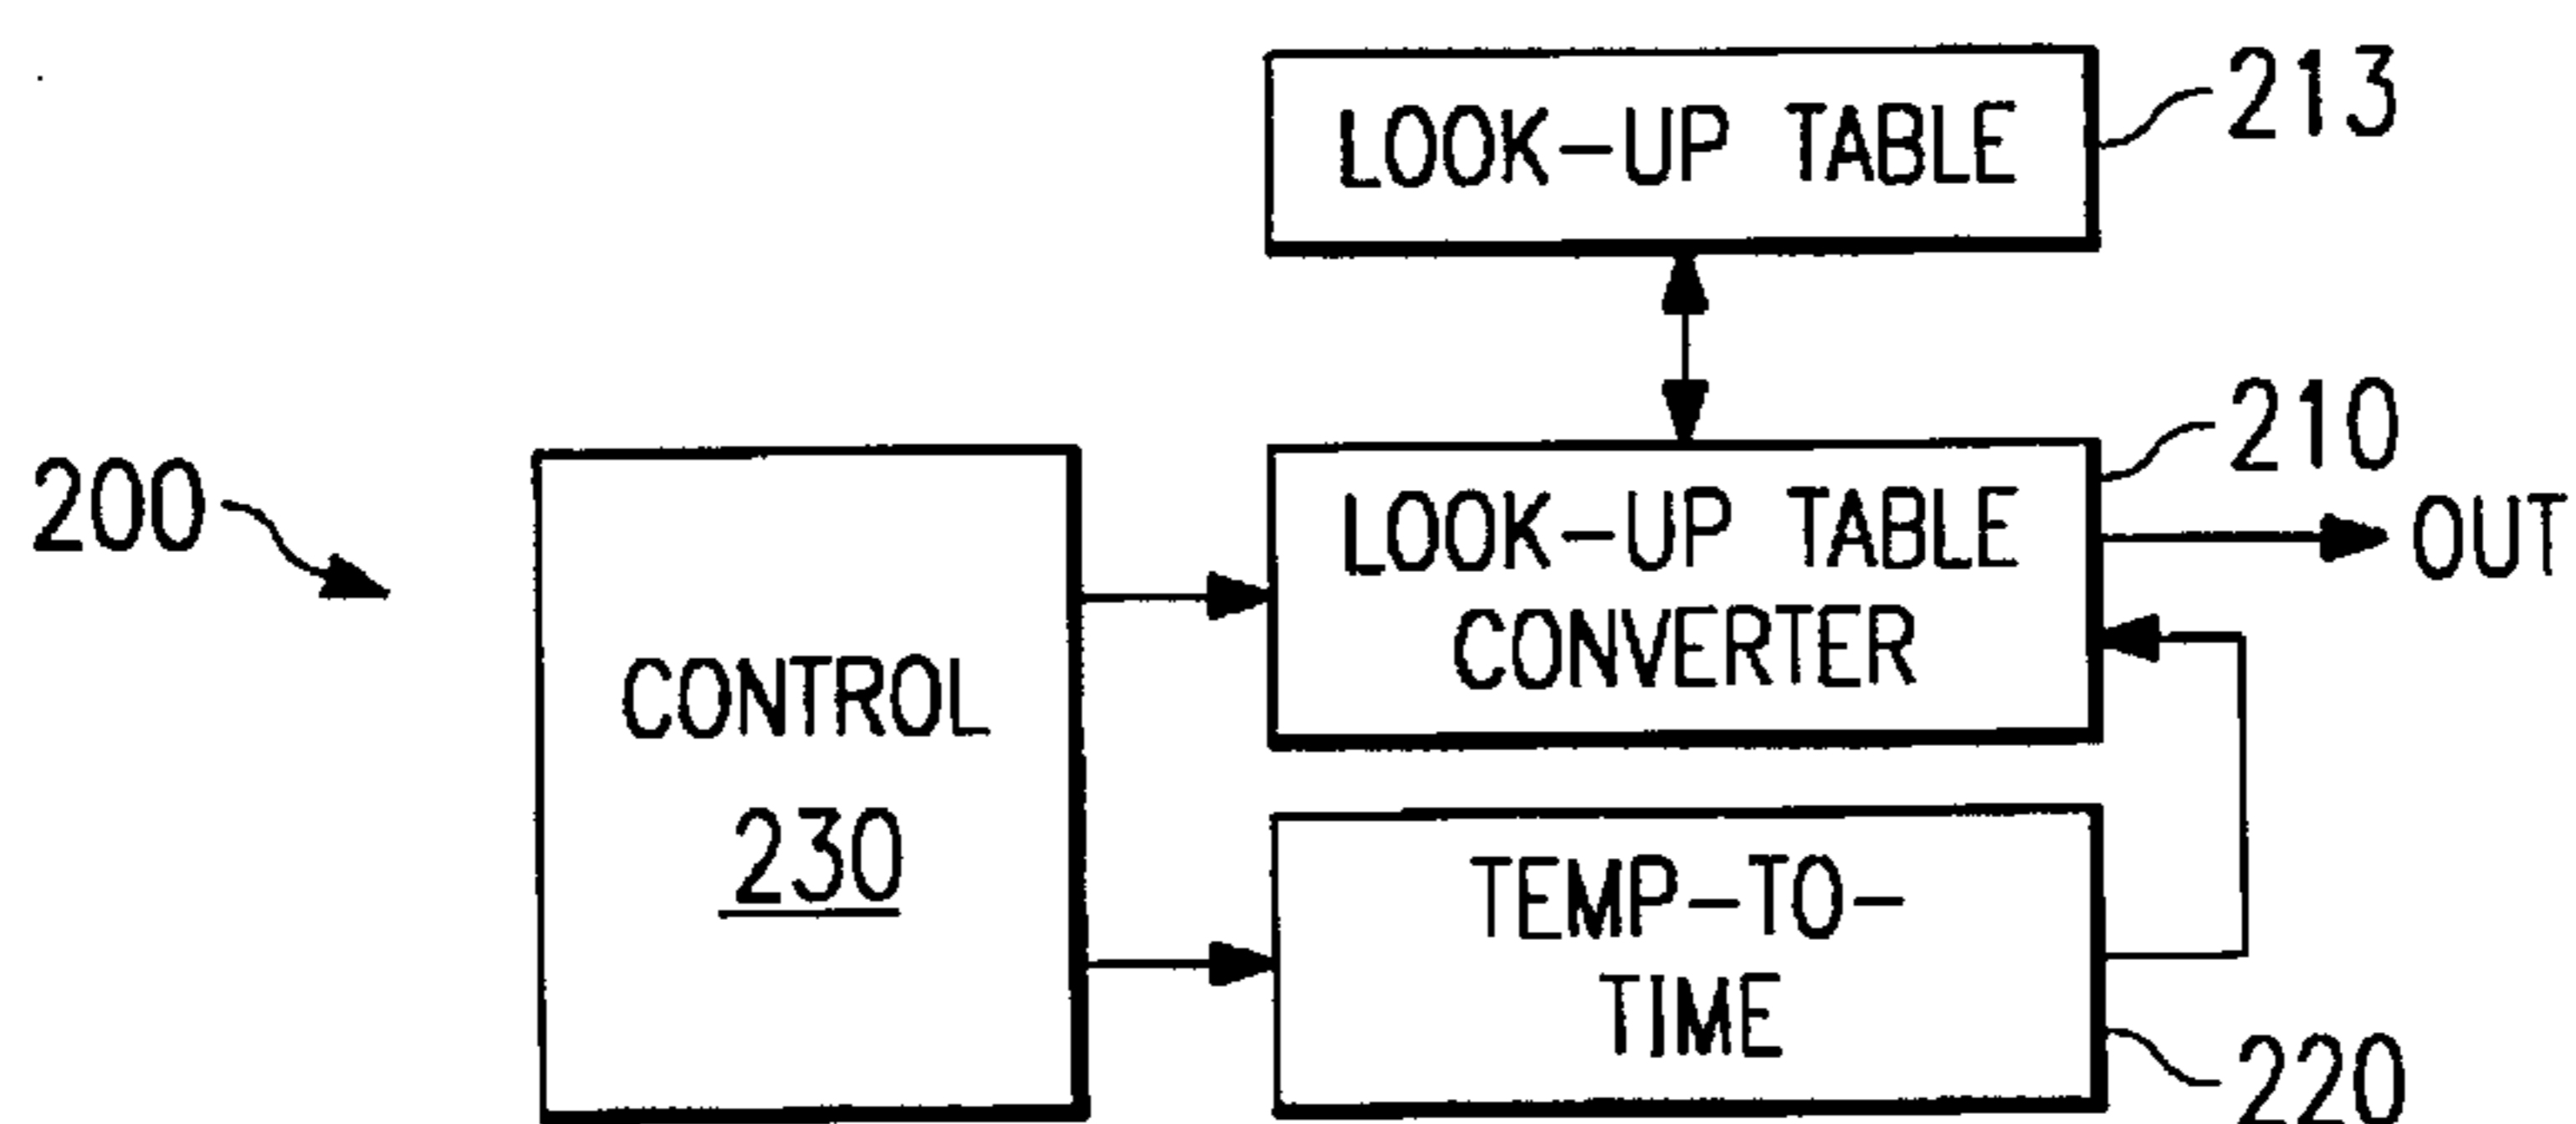 LOOK-UP TABLE
213
210
LOOK-UP TABLE
CONVERTER
OUT
200
CONTROL
230
TEMP-TO-
TIME
220